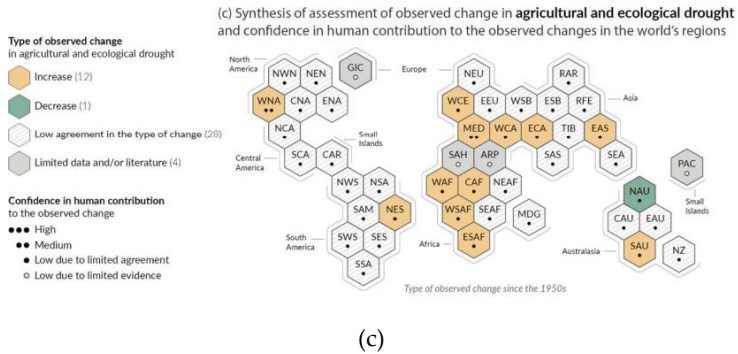 (c) Synthesis of assessment of observed change in agricultural and ecological drought
and confidence in human contribution to the observed changes in the world's regions
Type of observed change
in agricultural and ecological drought
Increase (12)
Decrease (1)
Low agreement in the type of change (28)
Limited data and/or literature (4)
Confidence in human contribution
to the observed change
High
Medium
Low due to limited agreement
Low due to limited evidence
North
America
NWN NEN GIC
WNA CNA ENA
NCA
Small
Islands
Central
America
SCA CAR
NWS NSA
SAM NES
South
America
SWS SES
SSA
Europe
NEU RAR
WCE EEU WSB ESB RFE
Asia
MED WCA ECA TIB EAS
SAH ARP SAS SEA
WAF CAF NEAF
WSAF SEAF MDG
Africa
ESAF
PAC
Small
Islands
NAU
CAU EAU
Australasia
SAU NZ
Type of observed change since the 1950s
(c)